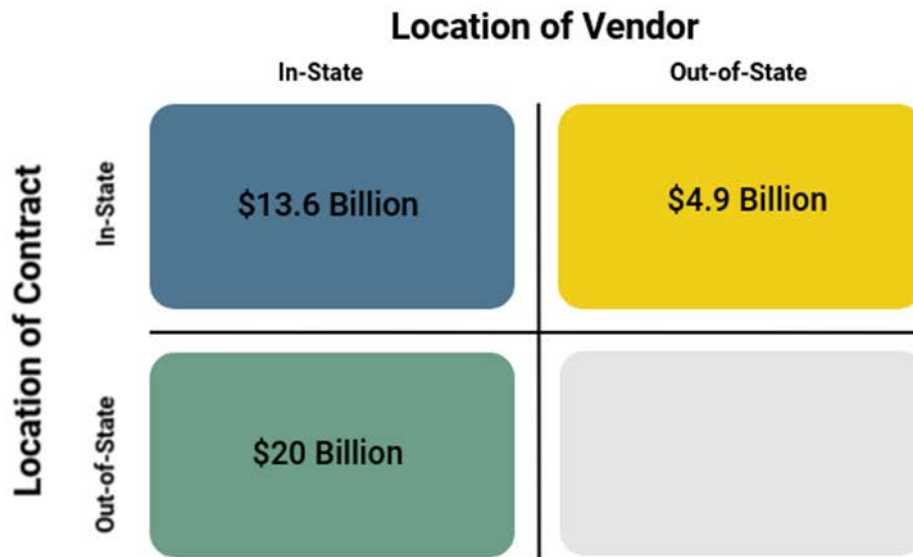 Location of Vendor
In-State
Out-of-State
Location of Contract
In-State
$13.6 Billion
$4.9 Billion
Out-of-State
$20 Billion